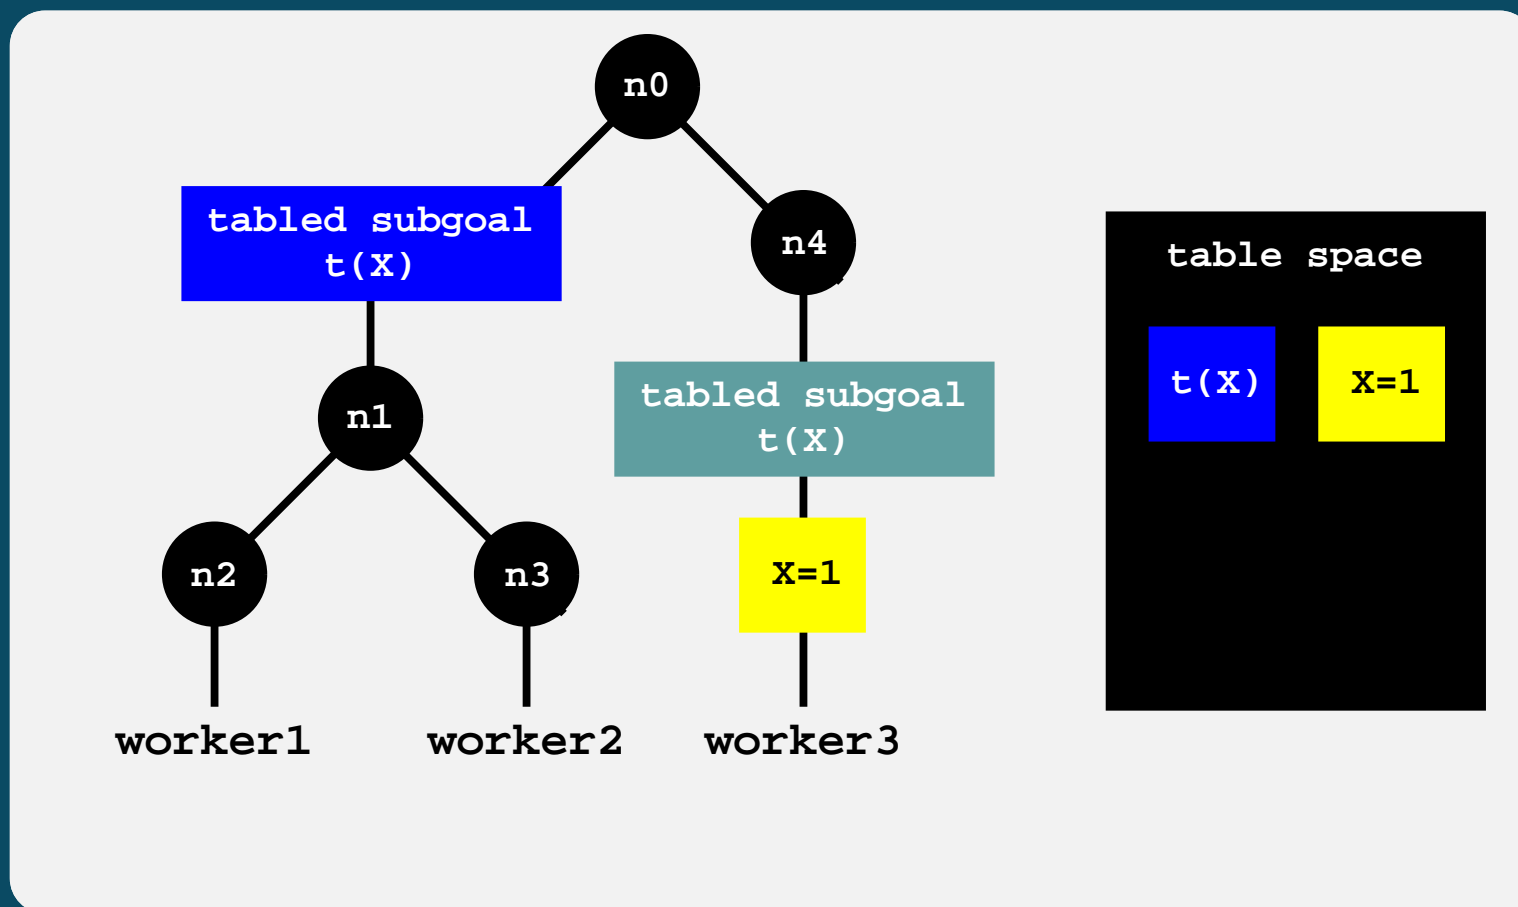 n0
tabled subgoal
t(X)
n4
table space
t(X)
X=1
tabled subgoal
t(X)
n1
n2
n3
X=1
worker1
worker2
worker3